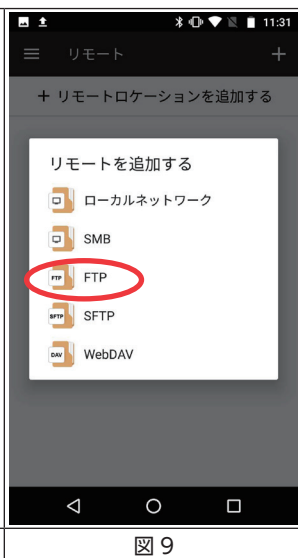 11:31
リモート
+ リモートロケーションを追加する
リモートを追加する
ローカルネットワーク
SMB
FTP FTP
SFTP SFTP
DAV WebDAV
図 9